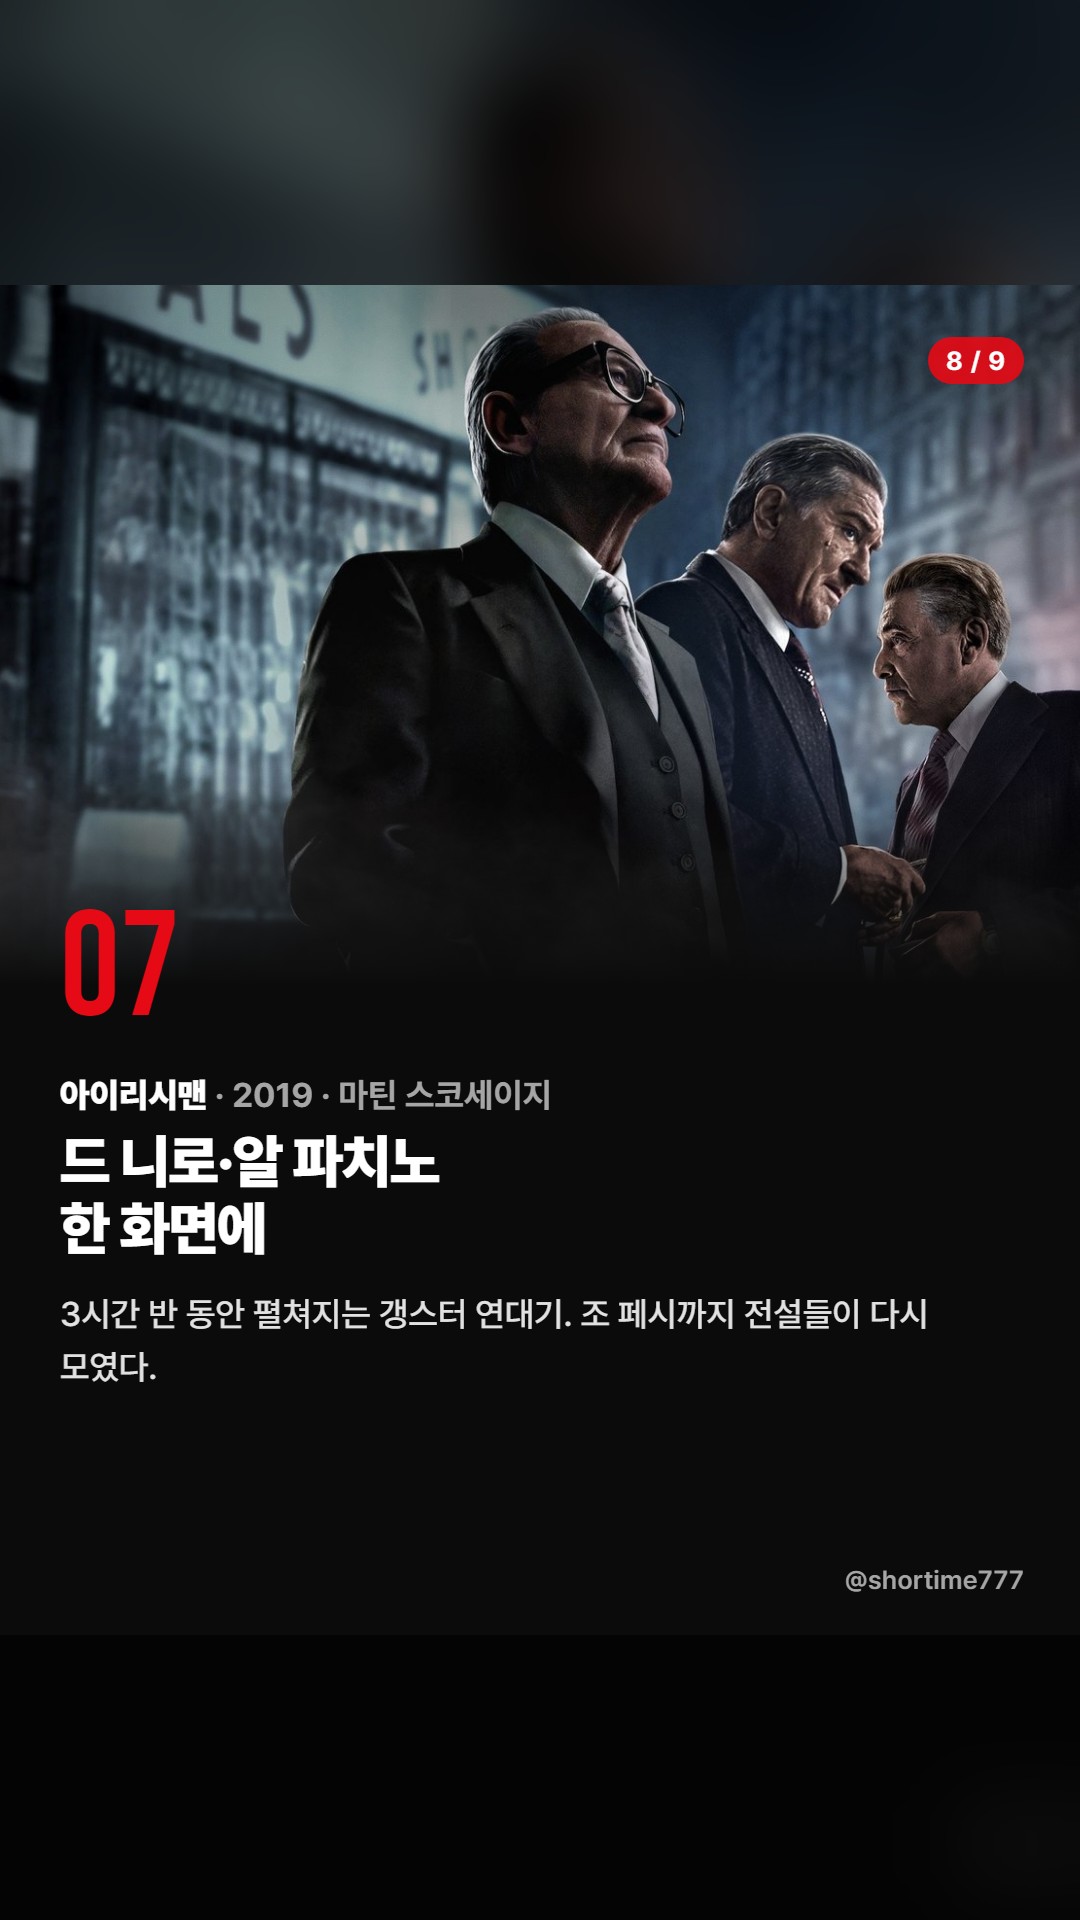 ALS
SHO
8 / 9
07
아이리시맨 · 2019 · 마틴 스코세이지
드 니로·알 파치노
한 화면에
3시간 반 동안 펼쳐지는 갱스터 연대기. 조 페시까지 전설들이 다시
모였다.
@shortime777